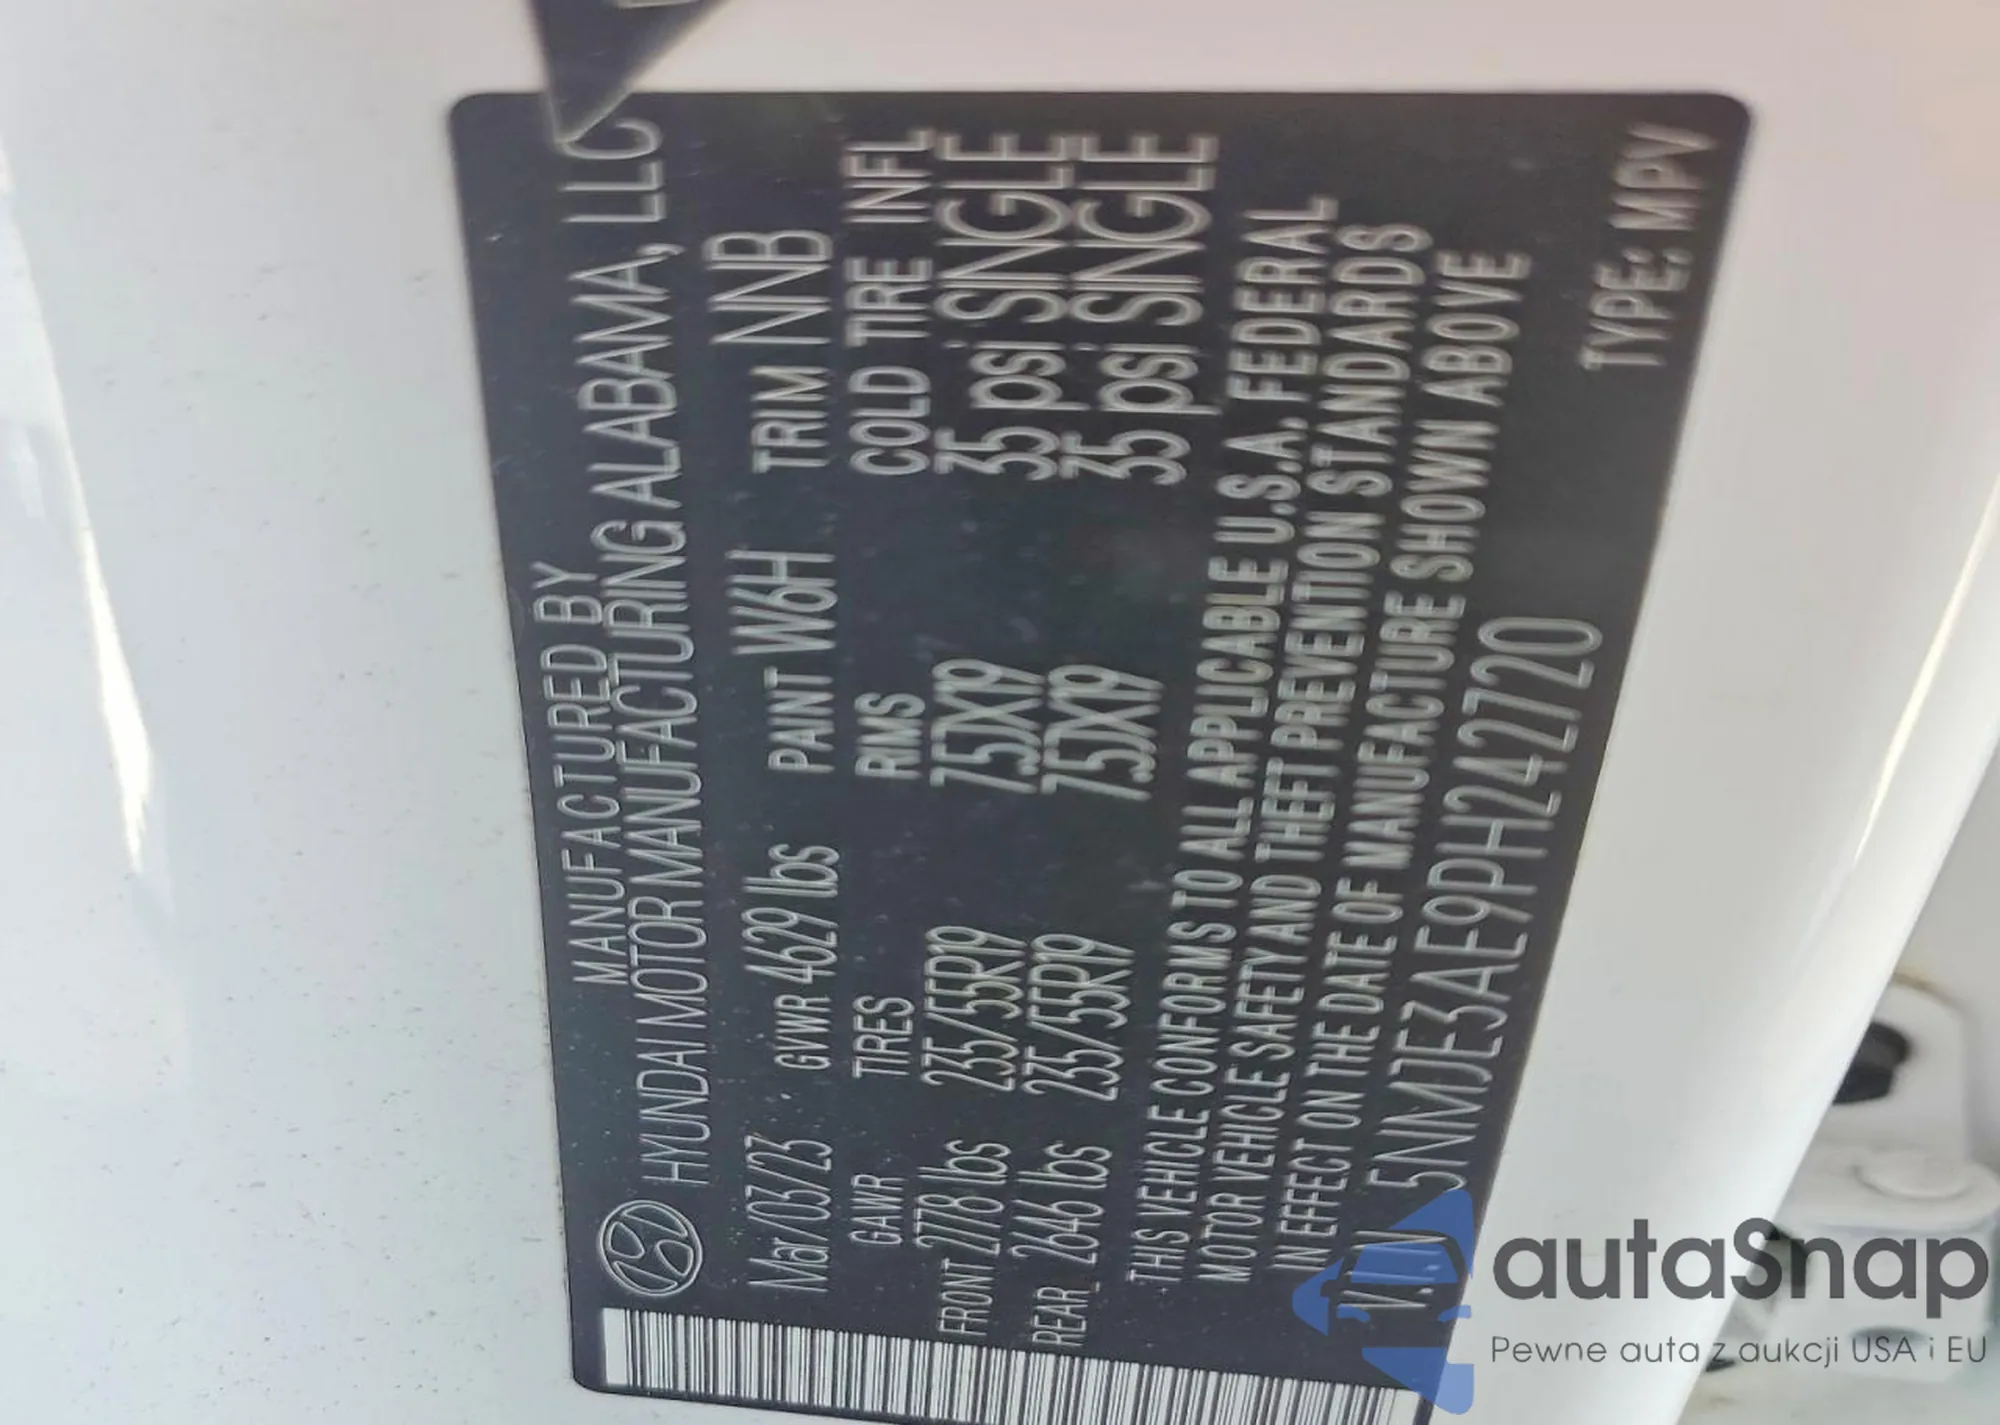 MANUFACTURED BY
HYUNDAI MOTOR MANUFACTURING ALABAMA, LLC
Mar/03/23 GVWR 4629 lbs PAINT W6H TRIM NNB
GAWR TIRES RIMS COLD TIRE INFL
FRONT 2778 lbs 235/55R19 7.5JX19 35 psi SINGLE
REAR 2646 lbs 235/55R19 7.5JX19 35 psi SINGLE
THIS VEHICLE CONFORMS TO ALL APPLICABLE U.S.A. FEDERAL
MOTOR VEHICLE SAFETY AND THEFT PREVENTION STANDARDS
IN EFFECT ON THE DATE OF MANUFACTURE SHOWN ABOVE
V.I.N 5NMJE3AE9PH242720
TYPE: MPV
autaSnap
Pewne auta z aukcji USA i EU